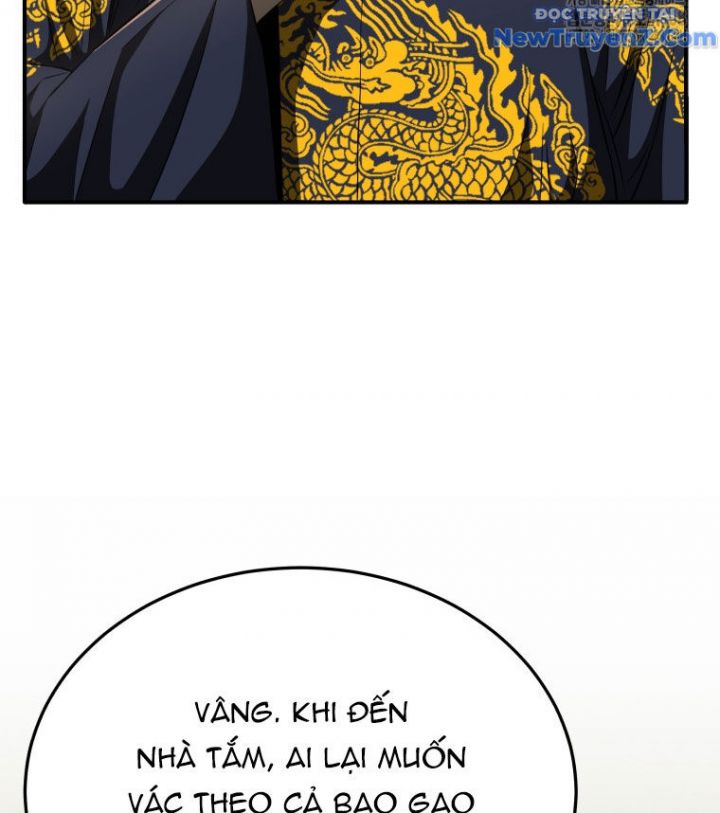 ĐỌC TRUYỆN TẠI
NewTruyenZ.Com
VÂNG. KHI ĐẾN
NHÀ TẮM, AI LẠI MUỐN
VÁC THEO CẢ BAO GẠO